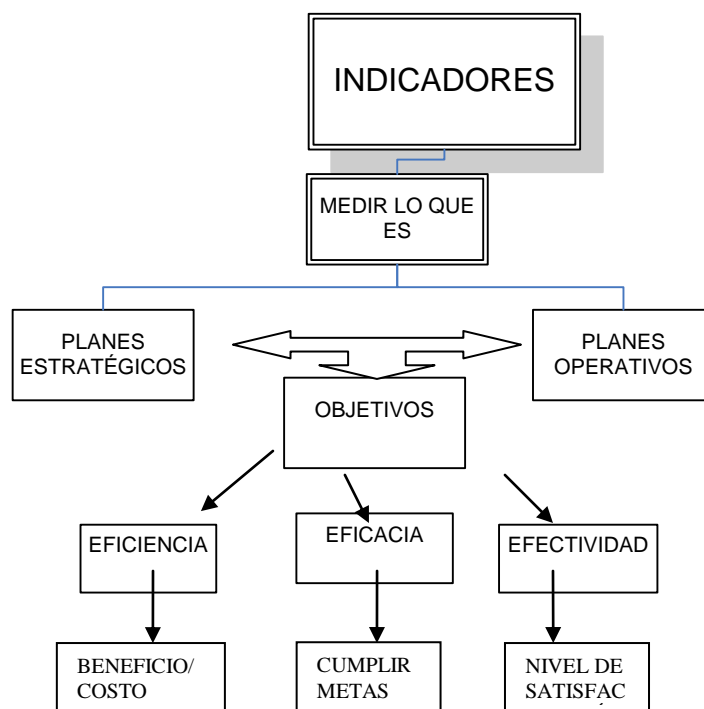 INDICADORES
MEDIR LO QUE
ES
PLANES
ESTRATÉGICOS
PLANES
OPERATIVOS
OBJETIVOS
EFICIENCIA
EFICACIA
EFECTIVIDAD
BENEFICIO/
COSTO
CUMPLIR
METAS
NIVEL DE
SATISFAC